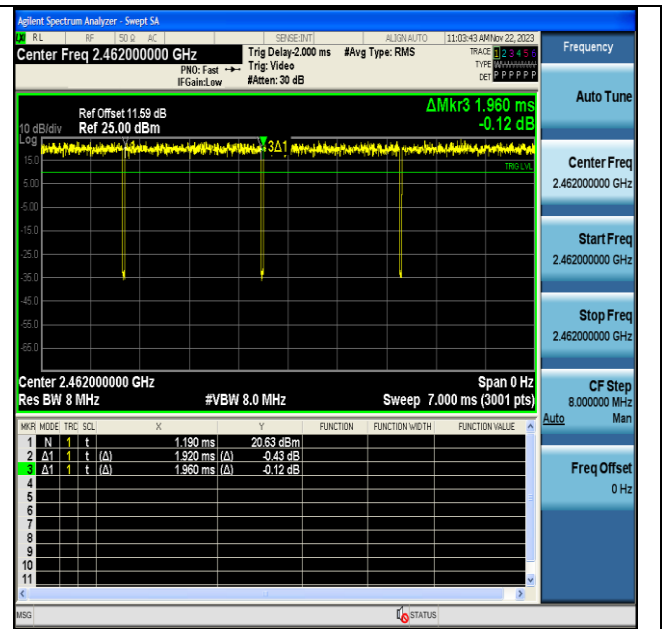 Agilent Spectrum Analyzer - Swept SA
LXI RL RF 50 Ω AC SENSE:INT ALIGN AUTO 11:03:43 AM Nov 22, 2023
Center Freq 2.462000000 GHz
PNO: Fast
IFGain:Low
Trig Delay-2.000 ms
Trig: Video
#Atten: 30 dB
#Avg Type: RMS
TRACE 1 2 3 4 5 6
TYPE
DET P P P P P P
Frequency
Auto Tune
Ref Offset 11.59 dB
10 dB/div Ref 25.00 dBm
ΔMkr3 1.960 ms
-0.12 dB
Log
3Δ1
TRIG LVL
15.0
5.00
-5.00
-15.0
-25.0
-35.0
-45.0
-55.0
-65.0
Center Freq
2.462000000 GHz
Start Freq
2.462000000 GHz
Stop Freq
2.462000000 GHz
Center 2.462000000 GHz Span 0 Hz
Res BW 8 MHz #VBW 8.0 MHz Sweep 7.000 ms (3001 pts)
CF Step
8.000000 MHz
Auto Man
MKR MODE TRC SCL X Y FUNCTION FUNCTION WIDTH FUNCTION VALUE
1 N 1 t 1.190 ms 20.63 dBm
2 Δ1 1 t (Δ) 1.920 ms (Δ) -0.43 dB
3 Δ1 1 t (Δ) 1.960 ms (Δ) -0.12 dB
4
5
6
7
8
9
10
11
Freq Offset
0 Hz
MSG STATUS